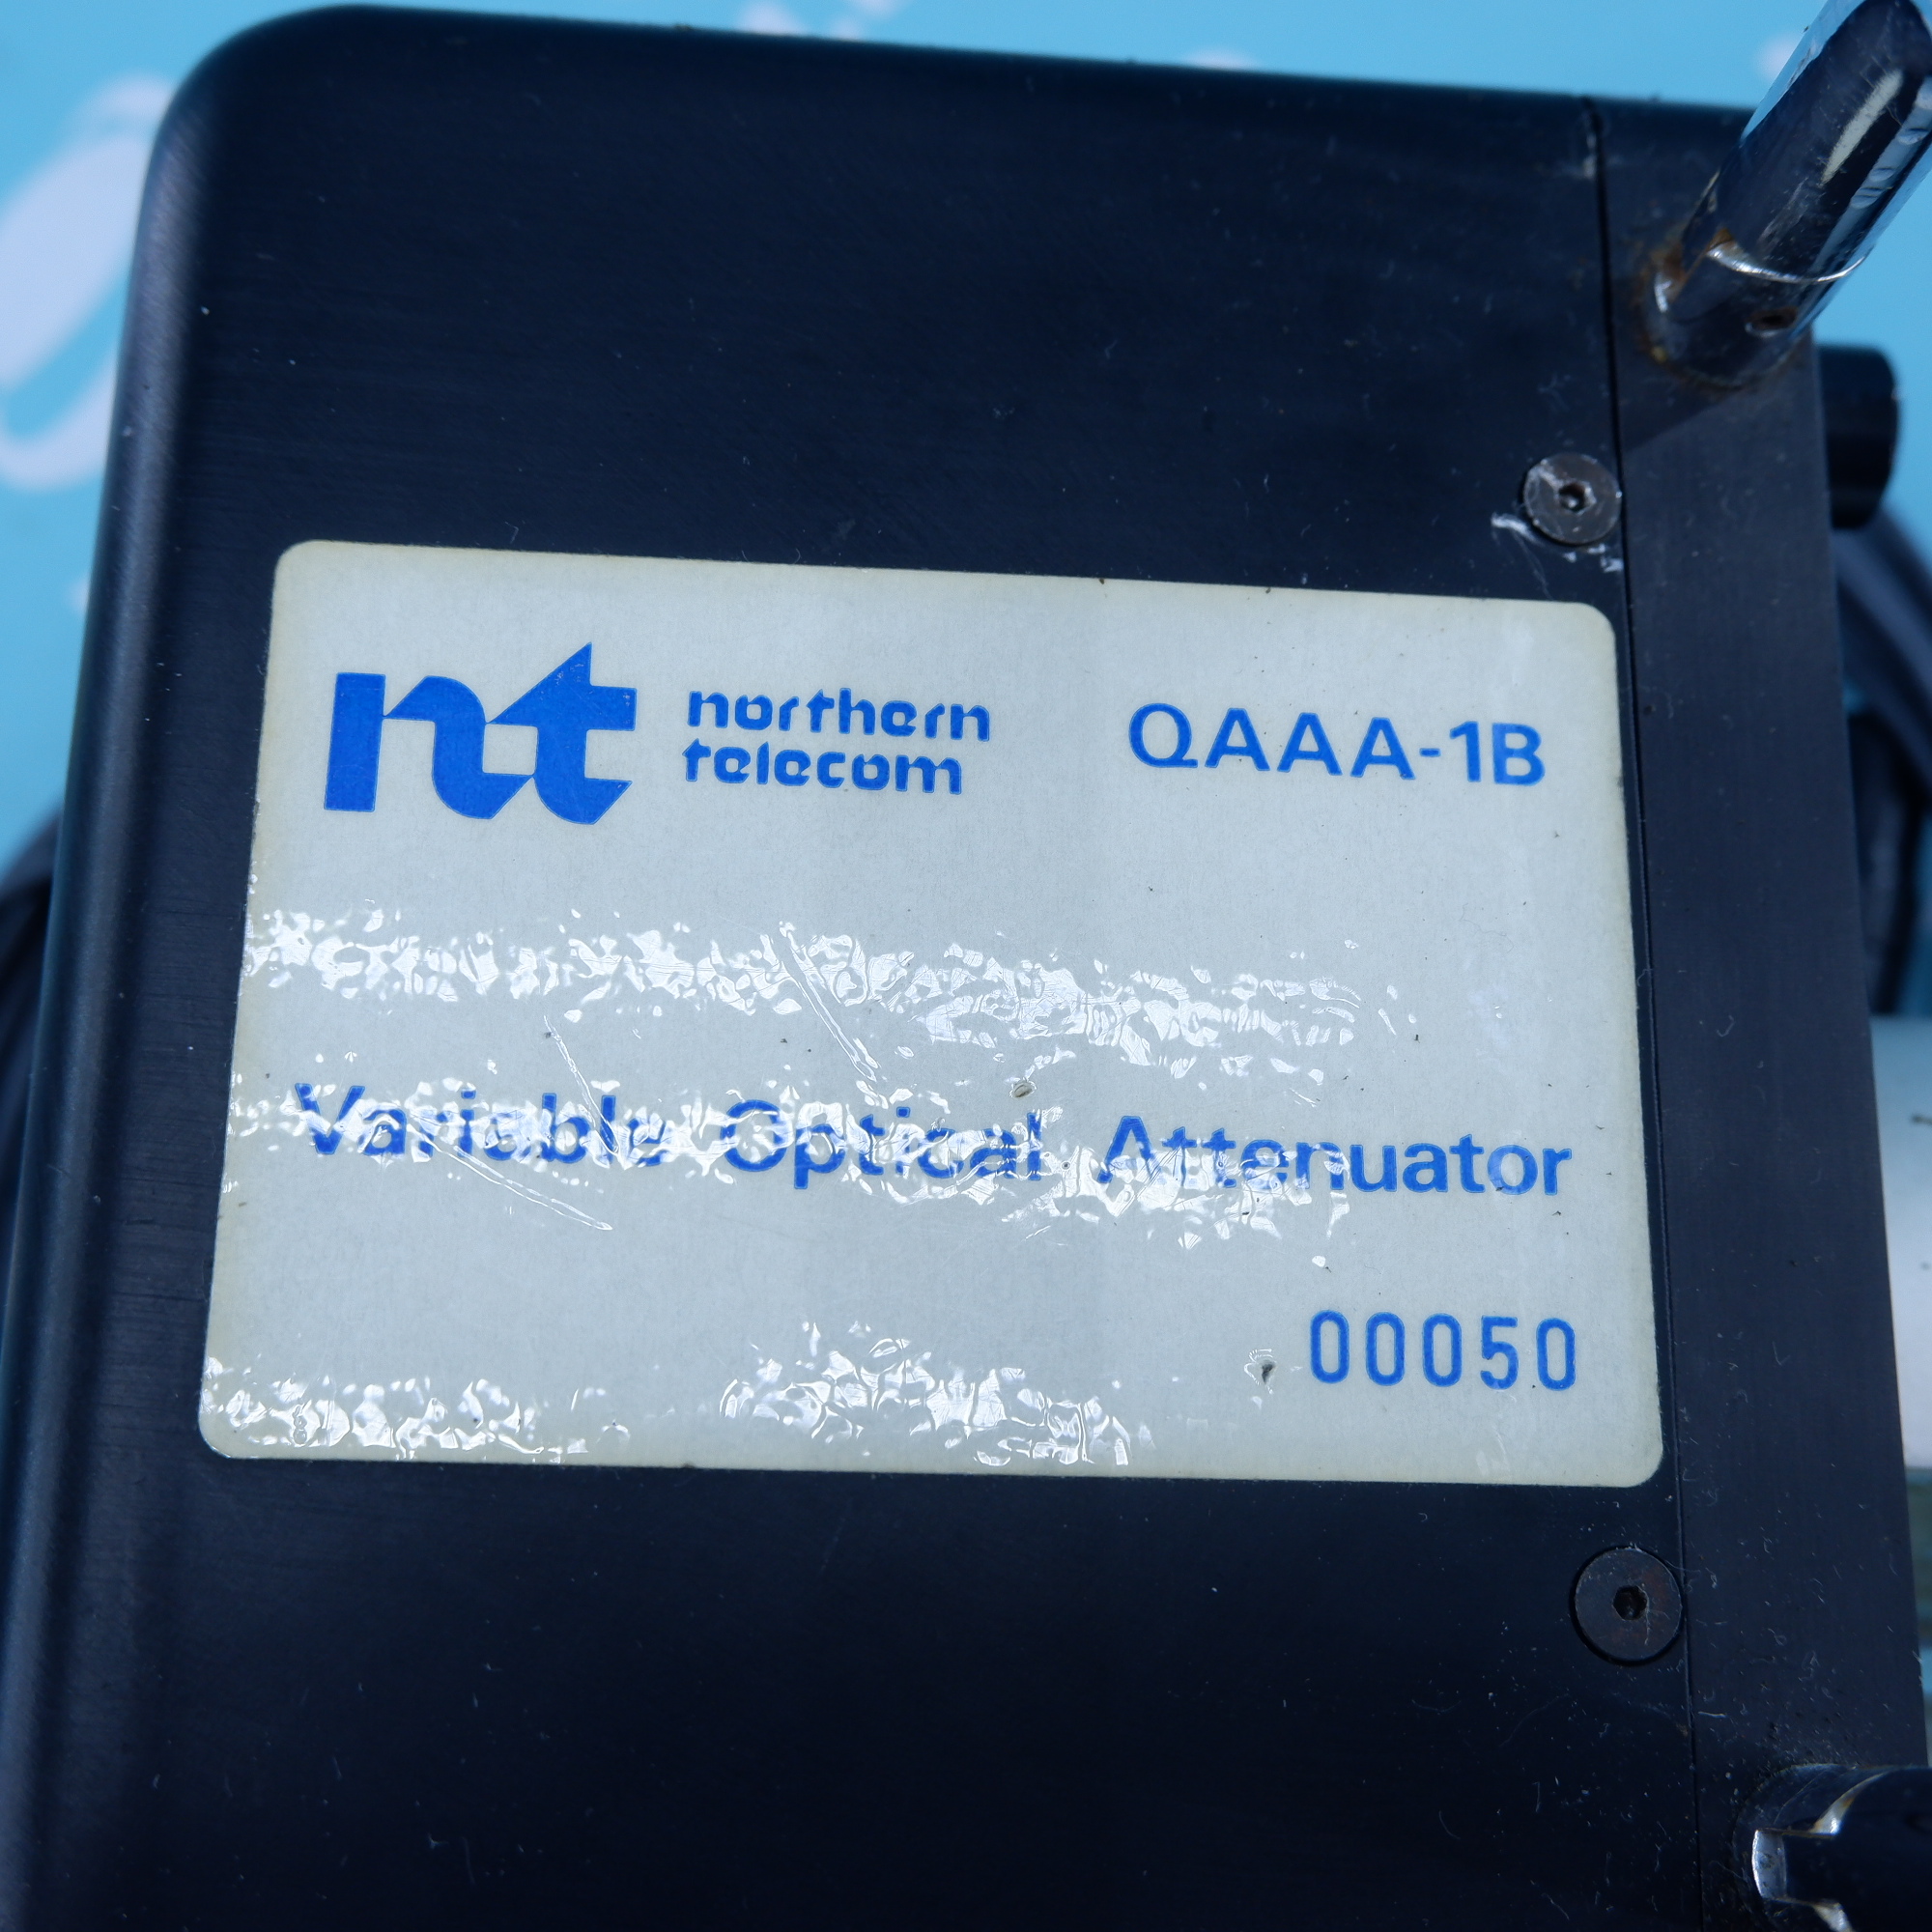 nt northern telecom QAAA-1B
Variable Optical Attenuator
00050